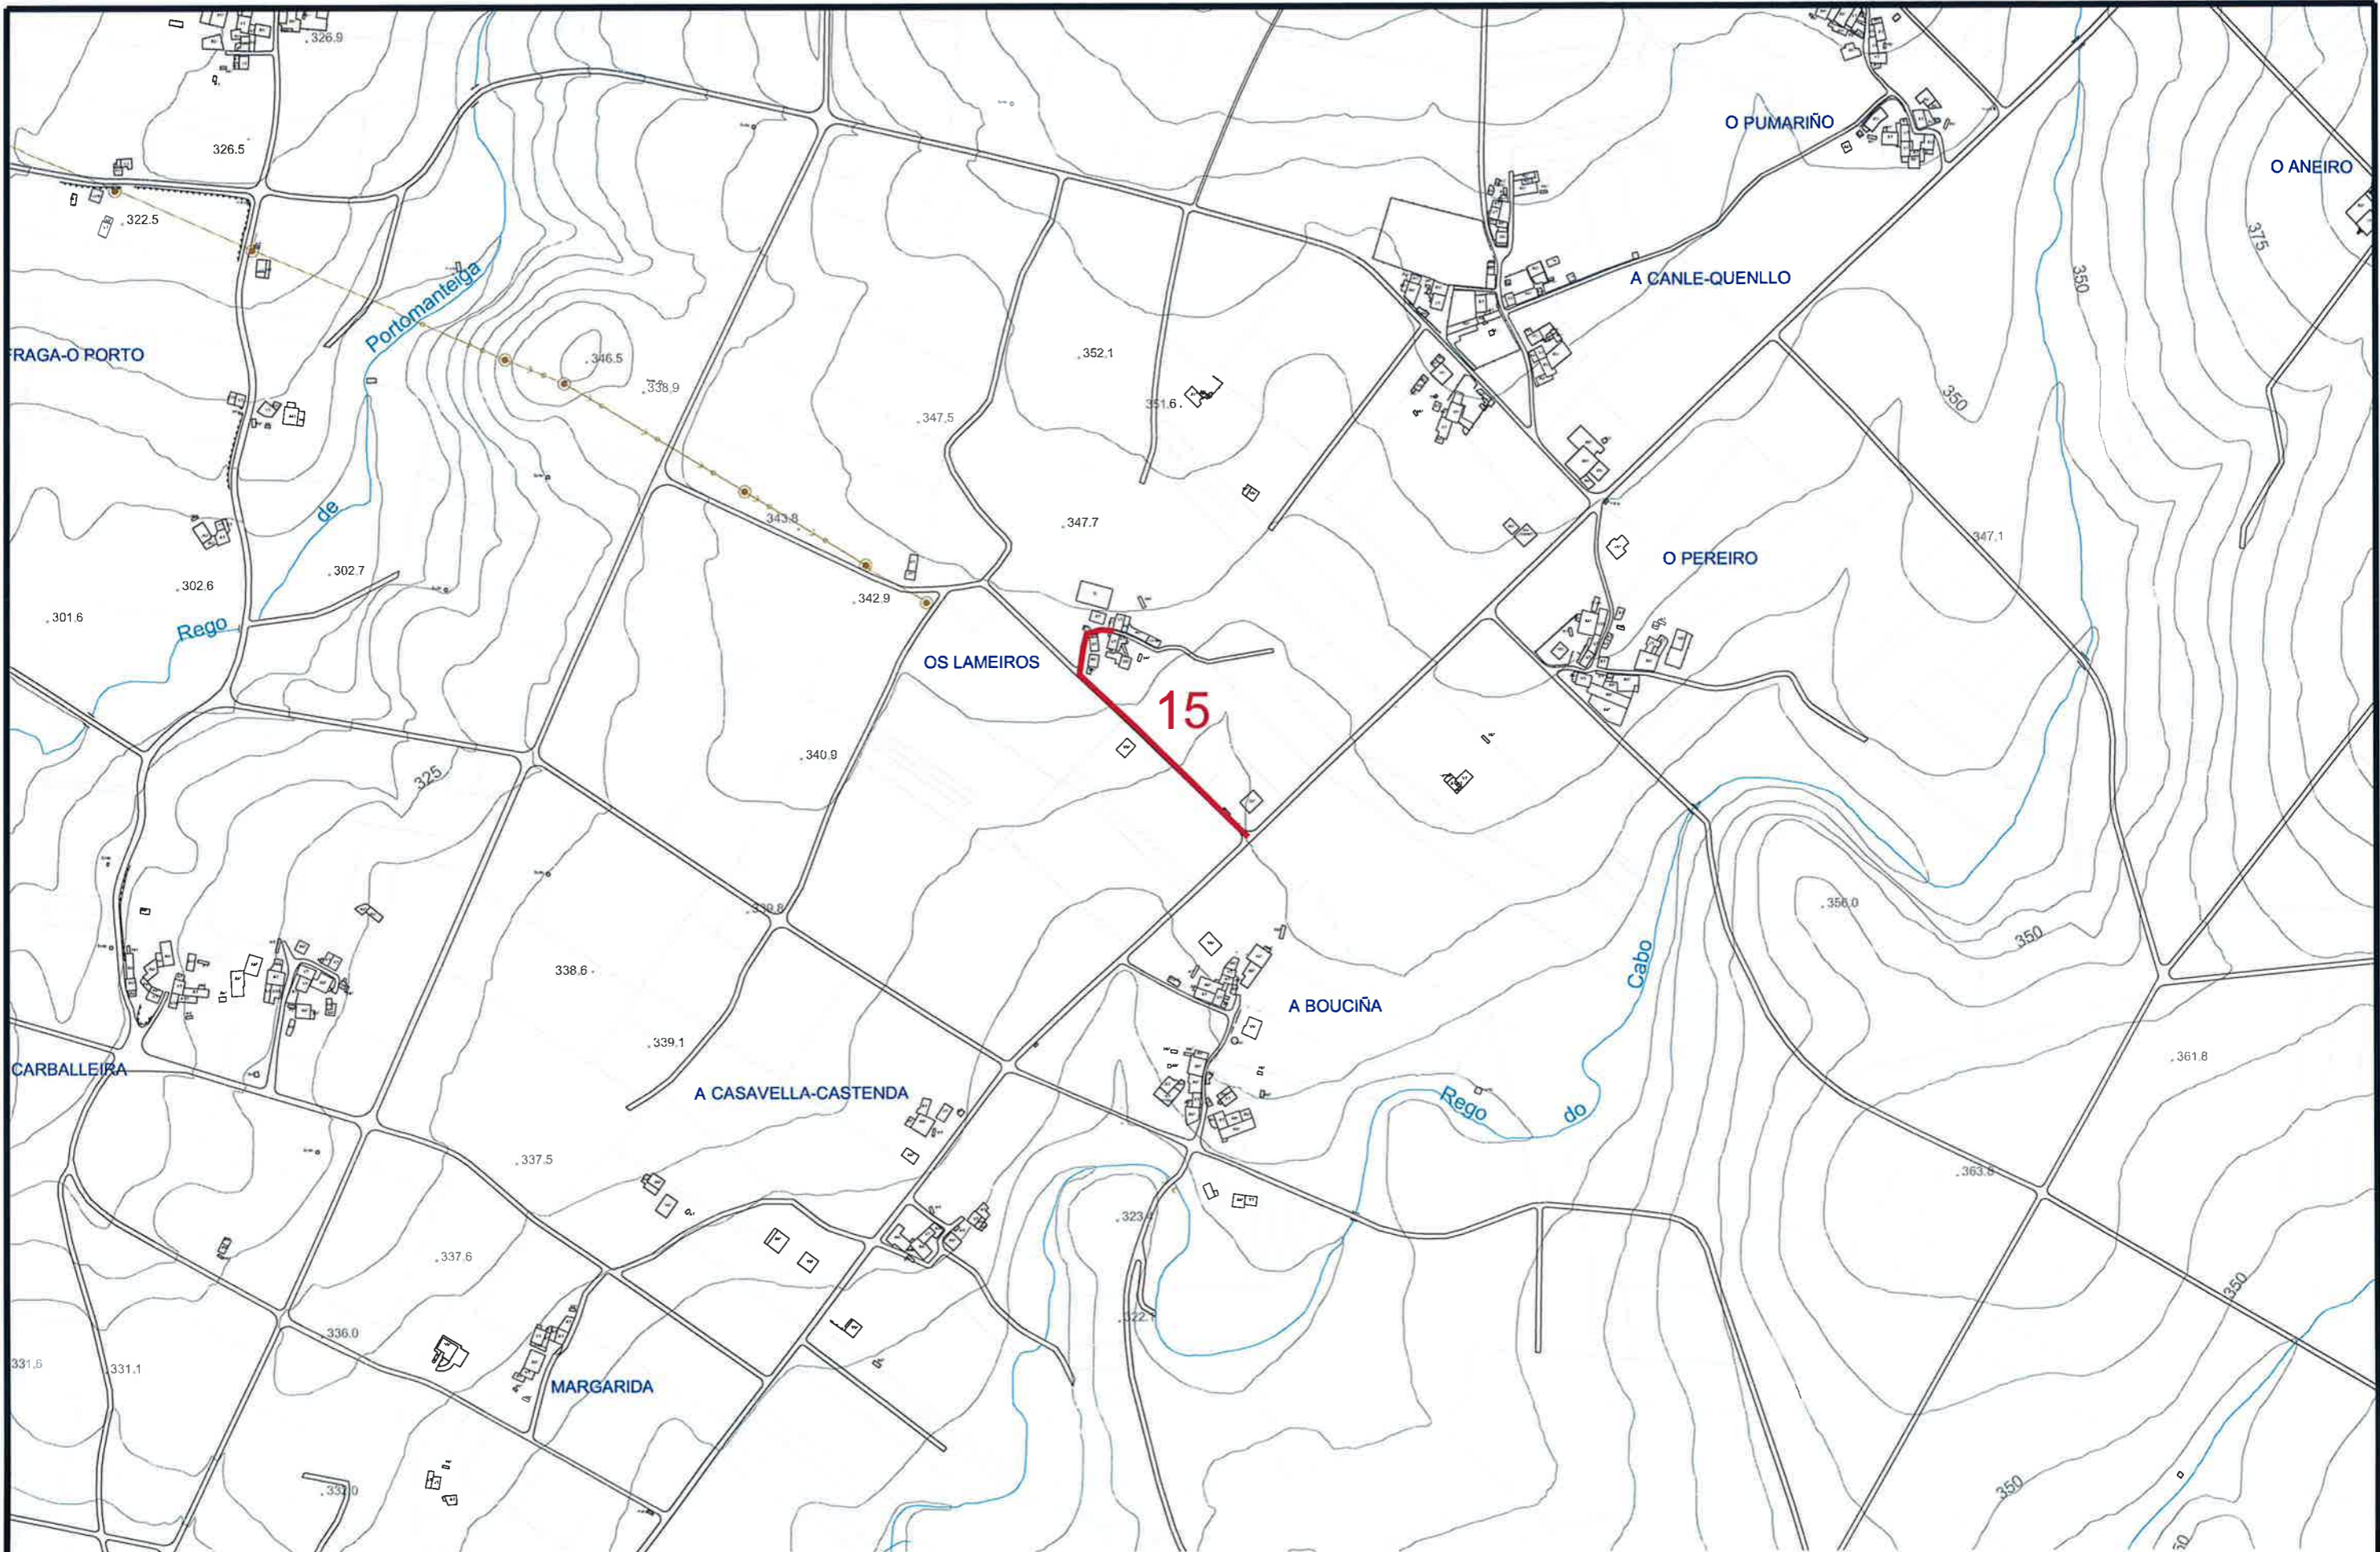 326.9
O PUMARIÑO
326.5
O ANEIRO
322.5
375
350
A CANLE-QUENLLO
Portomanteiga
RAGA-O PORTO
346.5
352.1
338,9
351.6
350
347.5
de
343.8
347.7
347.1
O PEREIRO
302.7
302.6
342.9
301.6
Rego
OS LAMEIROS
15
340.9
325
339.8
356.0
350
338.6
Cabo
A BOUCIÑA
339.1
361.8
CARBALLEIRA
A CASAVELLA-CASTENDA
Rego
do
337.5
363.8
323.
337.6
350
322.
336.0
331,6
331.1
MARGARIDA
332.0
350